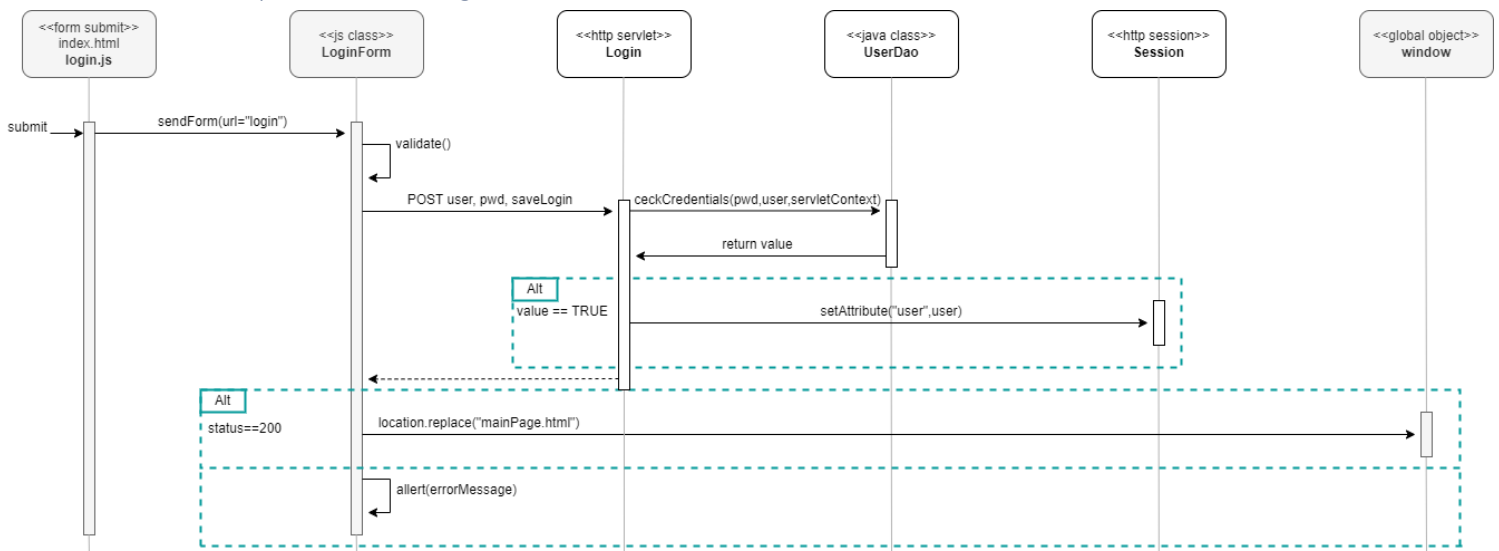 <<form submit>>
index.html
login.js
<<js class>>
LoginForm
<<http servlet>>
Login
<<java class>>
UserDao
<<http session>>
Session
<<global object>>
window
submit
sendForm(url="login")
validate()
POST user, pwd, saveLogin
ceckCredentials(pwd,user,servletContext)
return value
Alt
value == TRUE
setAttribute("user",user)
Alt
status==200
location.replace("mainPage.html")
allert(errorMessage)